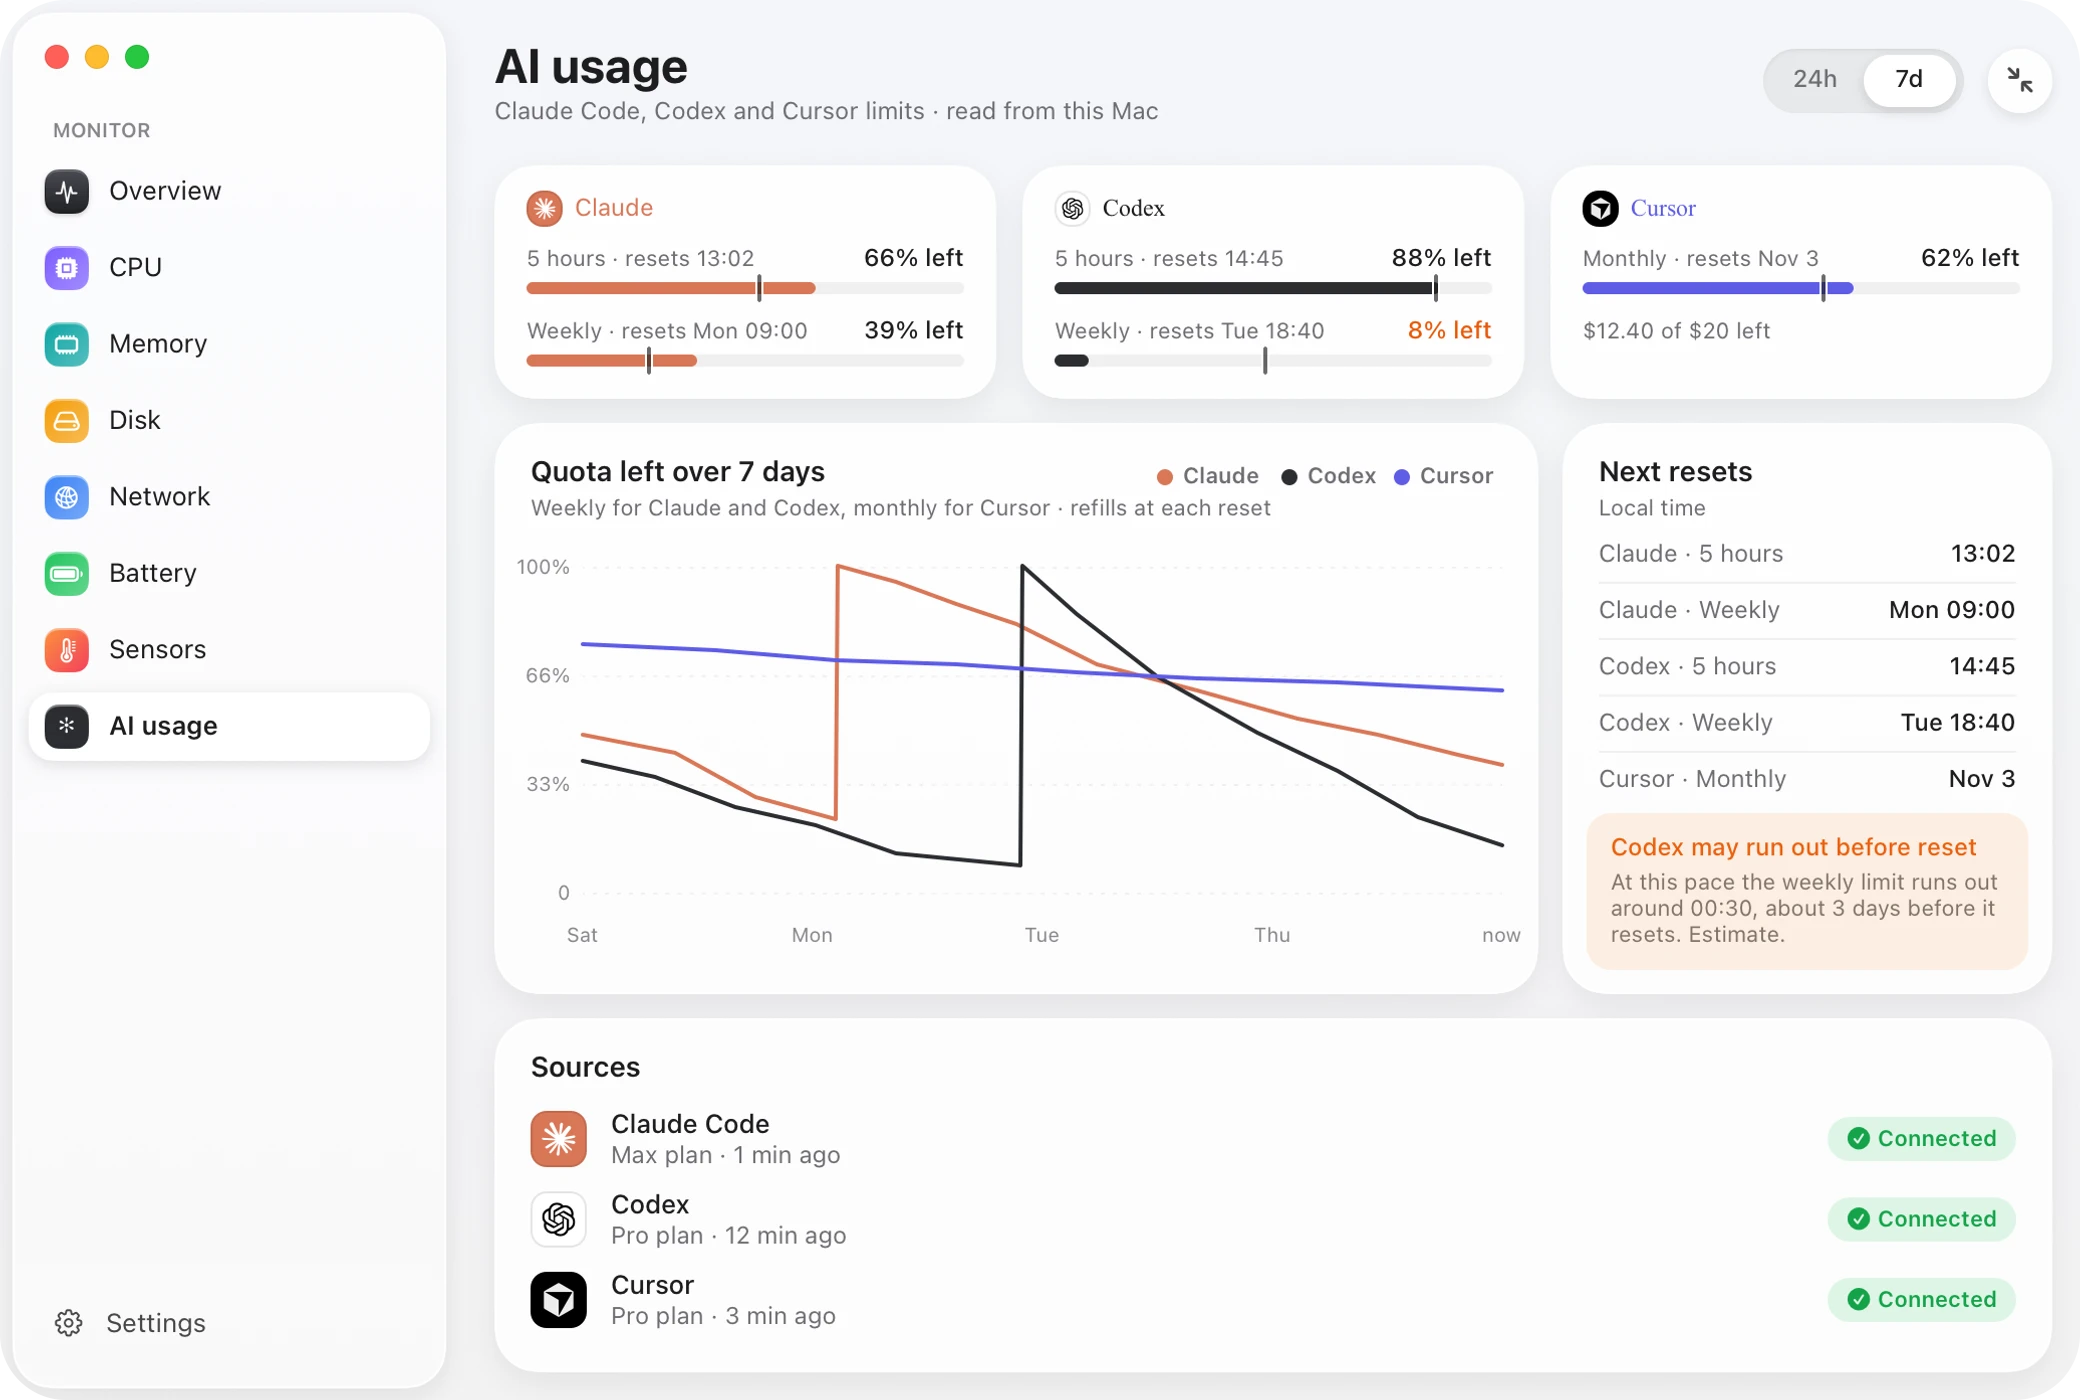 MONITOR
Overview
CPU
Memory
Disk
Network
Battery
Sensors
AI usage
Settings
AI usage
Claude Code, Codex and Cursor limits · read from this Mac
24h
7d
Claude
5 hours · resets 13:02
66% left
Weekly · resets Mon 09:00
39% left
Codex
5 hours · resets 14:45
88% left
Weekly · resets Tue 18:40
8% left
Cursor
Monthly · resets Nov 3
62% left
$12.40 of $20 left
Quota left over 7 days
Claude
Codex
Cursor
Weekly for Claude and Codex, monthly for Cursor · refills at each reset
100%
66%
33%
0
Sat
Mon
Tue
Thu
now
Next resets
Local time
Claude · 5 hours
13:02
Claude · Weekly
Mon 09:00
Codex · 5 hours
14:45
Codex · Weekly
Tue 18:40
Cursor · Monthly
Nov 3
Codex may run out before reset
At this pace the weekly limit runs out
around 00:30, about 3 days before it
resets. Estimate.
Sources
Claude Code
Max plan · 1 min ago
Connected
Codex
Pro plan · 12 min ago
Connected
Cursor
Pro plan · 3 min ago
Connected